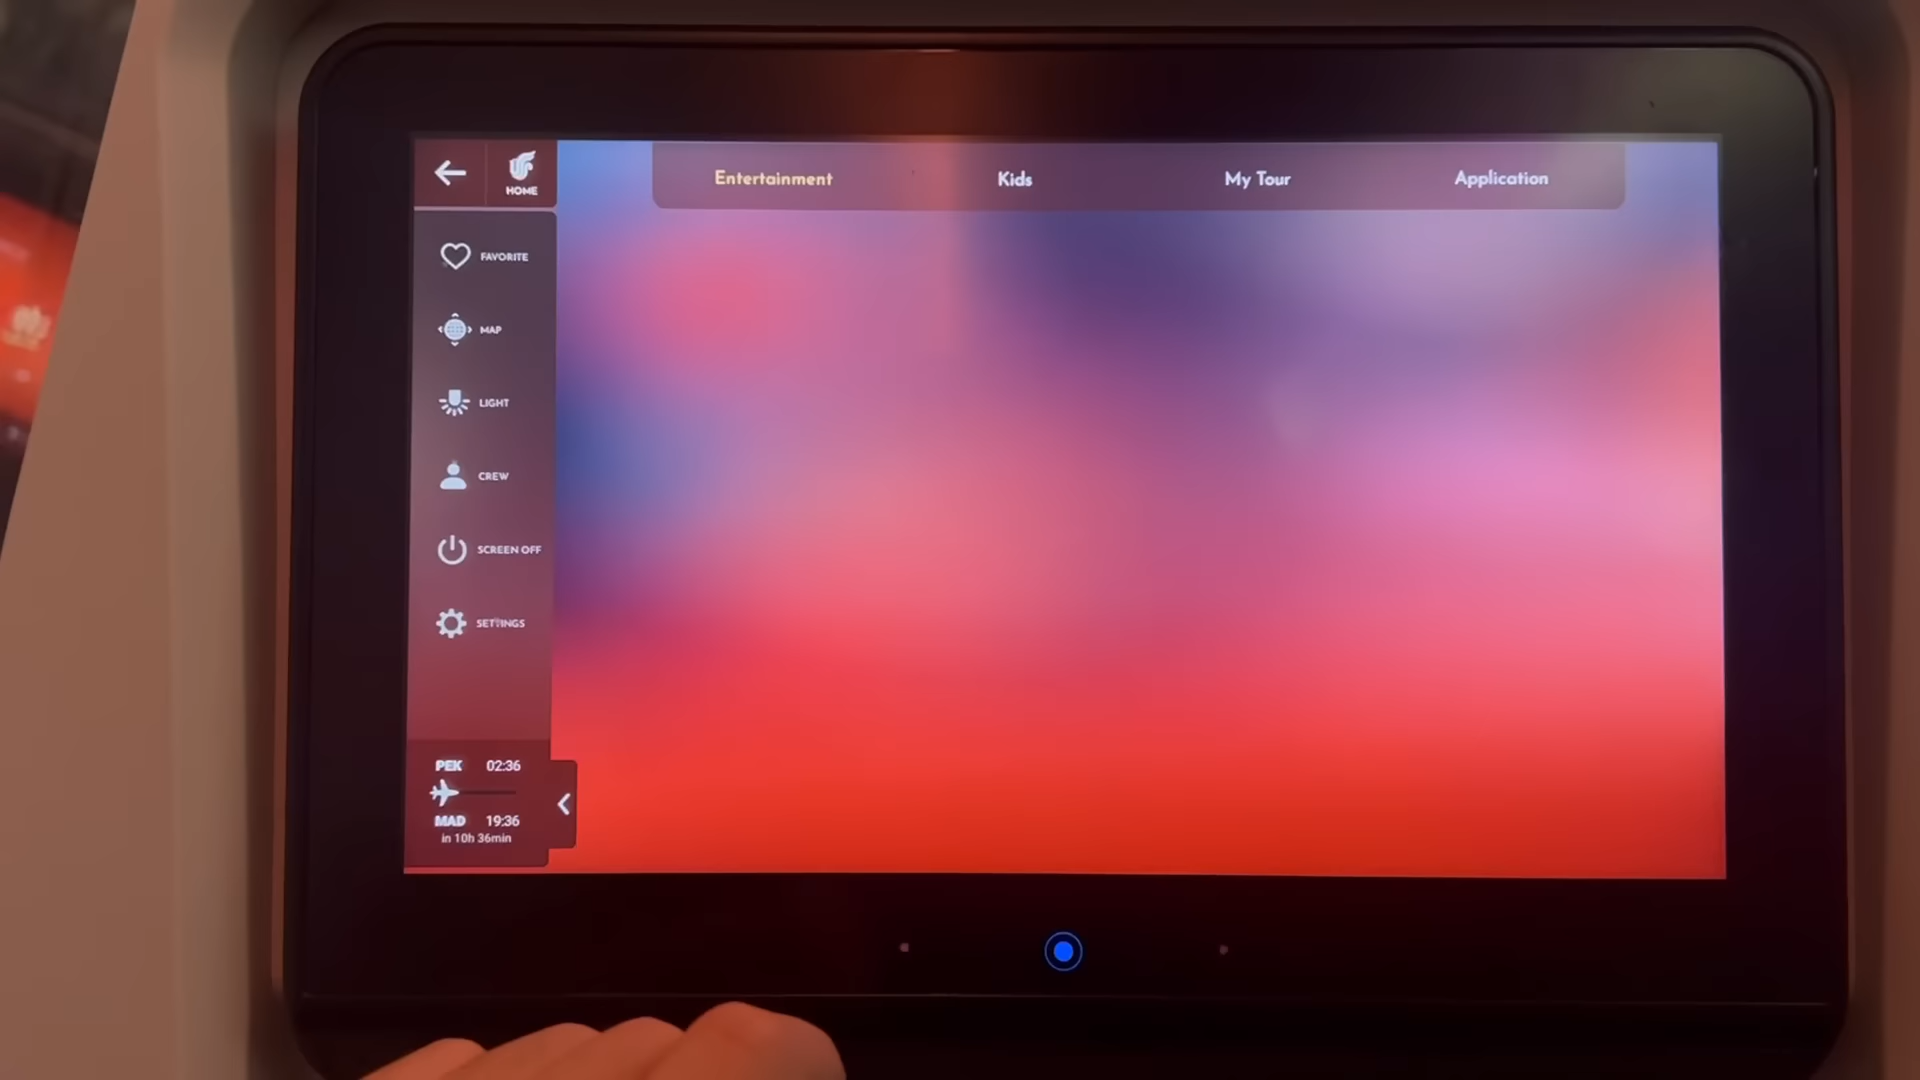 HOME
Entertainment
Kids
My Tour
Application
FAVORITE
MAP
LIGHT
CREW
SCREEN OFF
SETTINGS
PEK 02:36
MAD 19:36
in 10h 36min